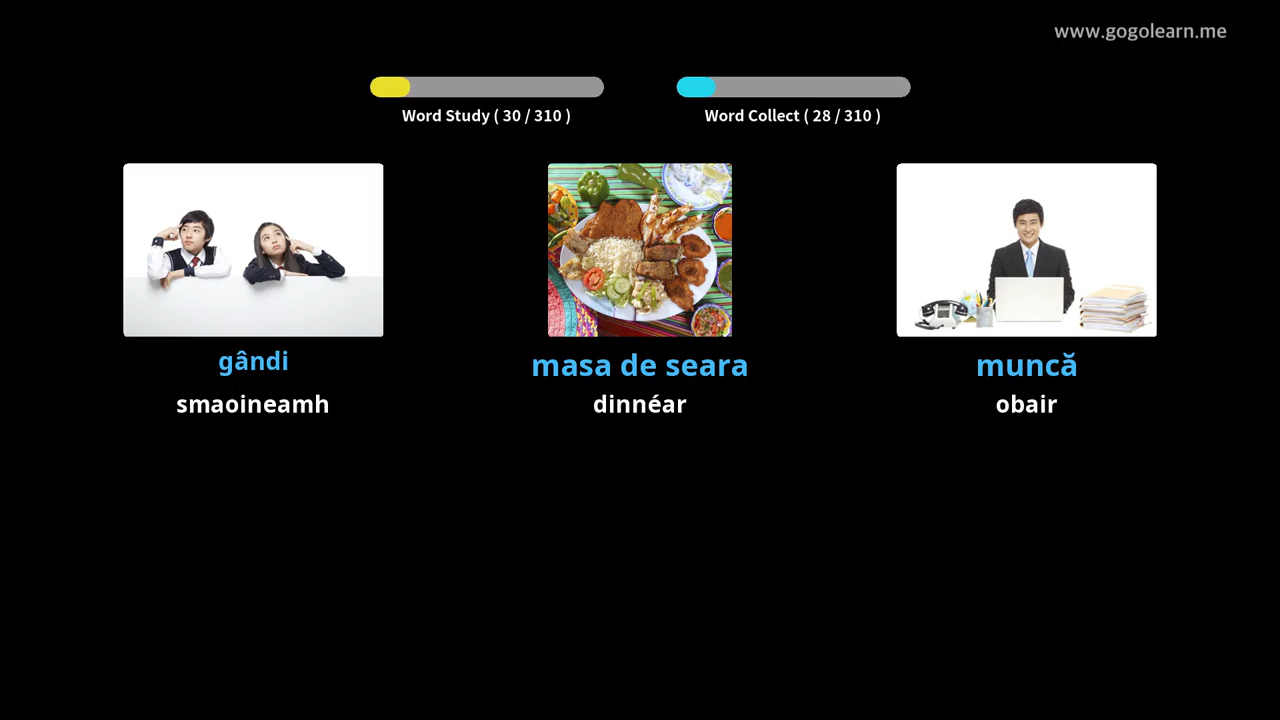 www.gogolearn.me
Word Study ( 30 / 310 )
Word Collect ( 28 / 310 )
gândi
masa de seara
muncă
smaoineamh
dinnéar
obair